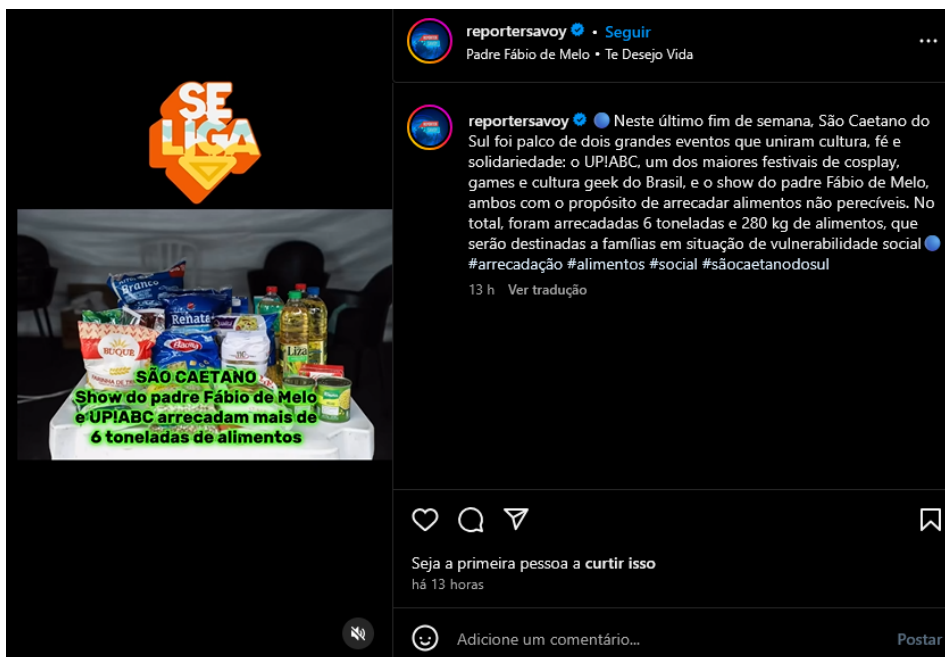 SE
LIGA
Branco
Renata
BUQUÊ
Liza
SÃO CAETANO
Show do padre Fábio de Melo
e UP!ABC arrecadam mais de
6 toneladas de alimentos
reportersavoy • Seguir
Padre Fábio de Melo • Te Desejo Vida
reportersavoy Neste último fim de semana, São Caetano do
Sul foi palco de dois grandes eventos que uniram cultura, fé e
solidariedade: o UP!ABC, um dos maiores festivais de cosplay,
games e cultura geek do Brasil, e o show do padre Fábio de Melo,
ambos com o propósito de arrecadar alimentos não perecíveis. No
total, foram arrecadadas 6 toneladas e 280 kg de alimentos, que
serão destinadas a famílias em situação de vulnerabilidade social
#arrecadação #alimentos #social #sãocaetanodosul
13 h Ver tradução
Seja a primeira pessoa a curtir isso
há 13 horas
Adicione um comentário...
Postar